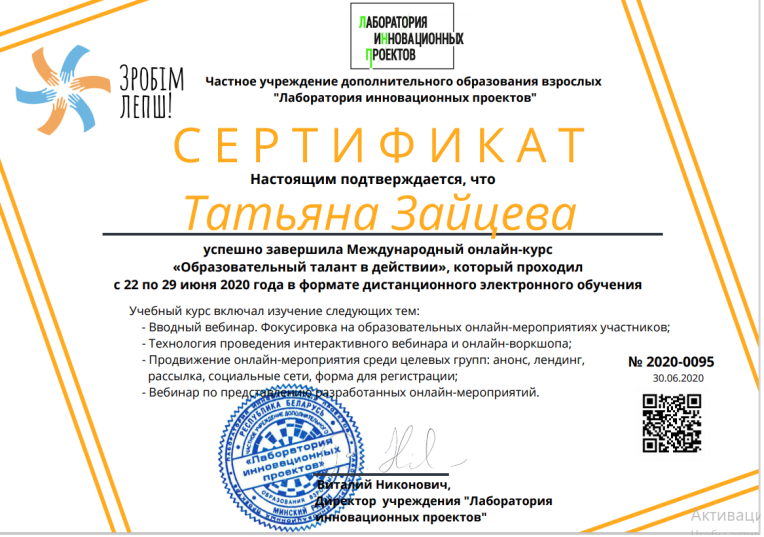 ЛАБОРАТОРИЯ
ИННОВАЦИОННЫХ
ПРОЕКТОВ
ЗРОБІМ
ЛЕПШ!
Частное учреждение дополнительного образования взрослых
"Лаборатория инновационных проектов"
СЕРТИФИКАТ
Настоящим подтверждается, что
Татьяна Зайцева
успешно завершила Международный онлайн-курс
«Образовательный талант в действии», который проходил
с 22 по 29 июня 2020 года в формате дистанционного электронного обучения
Учебный курс включал изучение следующих тем:
- Вводный вебинар. Фокусировка на образовательных онлайн-мероприятиях участников;
- Технология проведения интерактивного вебинара и онлайн-воркшопа;
- Продвижение онлайн-мероприятия среди целевых групп: анонс, лендинг,
рассылка, социальные сети, форма для регистрации;
- Вебинар по представлению разработанных онлайн-мероприятий.
№ 2020-0095
30.06.2020
РЕСПУБЛИКА БЕЛАРУСЬ
ЧАСТНОЕ УЧРЕЖДЕНИЕ ДОПОЛНИТЕЛЬНОГО
«Лаборатория
инновационных
проектов»
ОБРАЗОВАНИЯ ВЗРОСЛЫХ
МИНСКИЙ
Виталий Никонович,
Директор учреждения "Лаборатория
инновационных проектов"
Активаци